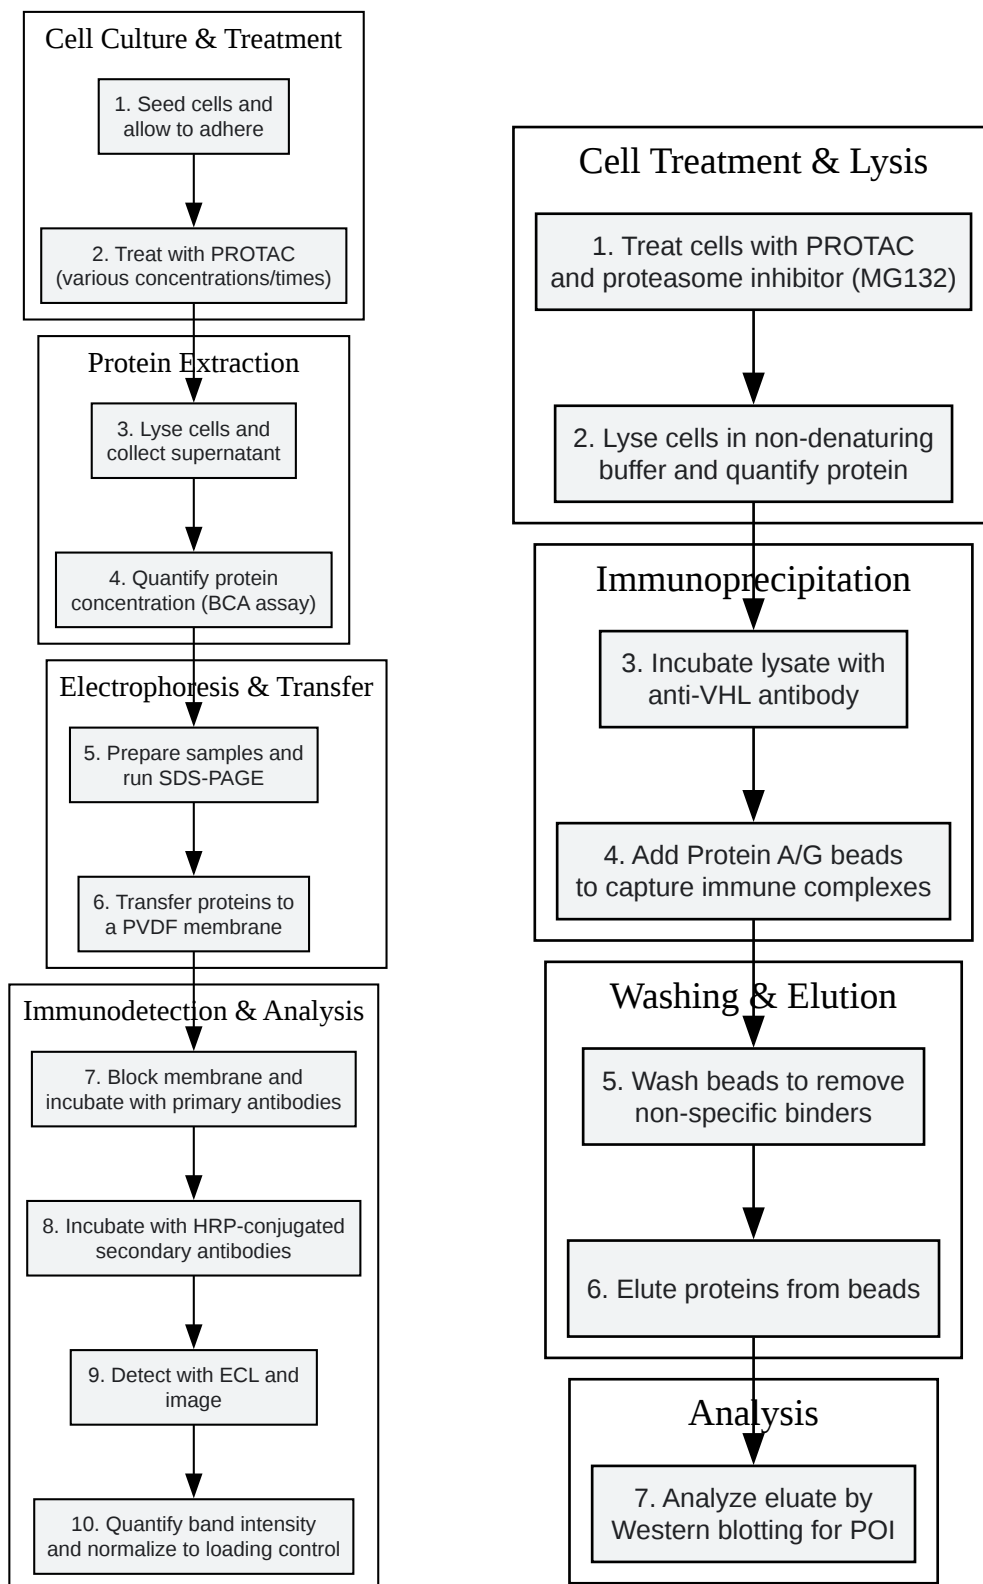 Cell Culture & Treatment
1. Seed cells and
allow to adhere
2. Treat with PROTAC
(various concentrations/times)
Protein Extraction
3. Lyse cells and
collect supernatant
4. Quantify protein
concentration (BCA assay)
Electrophoresis & Transfer
5. Prepare samples and
run SDS-PAGE
6. Transfer proteins to
a PVDF membrane
Immunodetection & Analysis
7. Block membrane and
incubate with primary antibodies
8. Incubate with HRP-conjugated
secondary antibodies
9. Detect with ECL and
image
10. Quantify band intensity
and normalize to loading control
Cell Treatment & Lysis
1. Treat cells with PROTAC
and proteasome inhibitor (MG132)
2. Lyse cells in non-denaturing
buffer and quantify protein
Immunoprecipitation
3. Incubate lysate with
anti-VHL antibody
4. Add Protein A/G beads
to capture immune complexes
Washing & Elution
5. Wash beads to remove
non-specific binders
6. Elute proteins from beads
Analysis
7. Analyze eluate by
Western blotting for POI